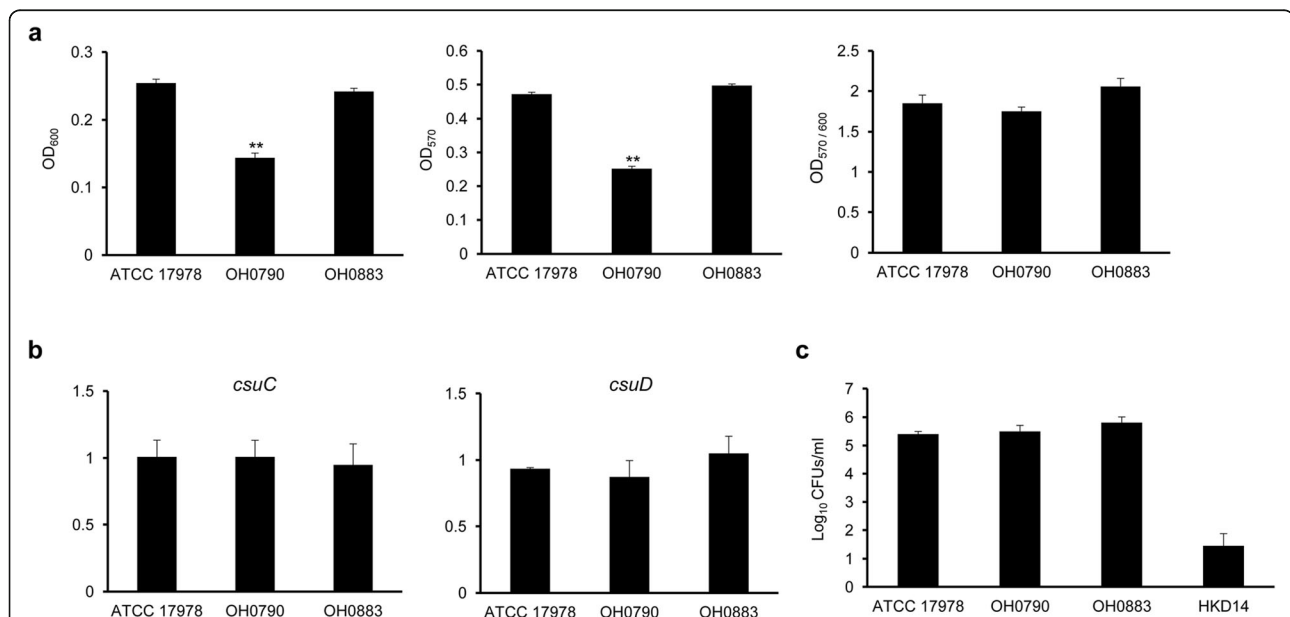 a
0.3
0.2
0.1
0
OD600
**
ATCC 17978 OH0790 OH0883
0.6
0.5
0.4
0.3
0.2
0.1
0
OD570
**
ATCC 17978 OH0790 OH0883
2.5
2
1.5
1
0.5
0
OD570 / 600
ATCC 17978 OH0790 OH0883
b
csuC
1.5
1
0.5
0
ATCC 17978 OH0790 OH0883
csuD
1.5
1
0.5
0
ATCC 17978 OH0790 OH0883
c
7
6
5
4
3
2
1
0
Log10 CFUs/ml
ATCC 17978 OH0790 OH0883 HKD14